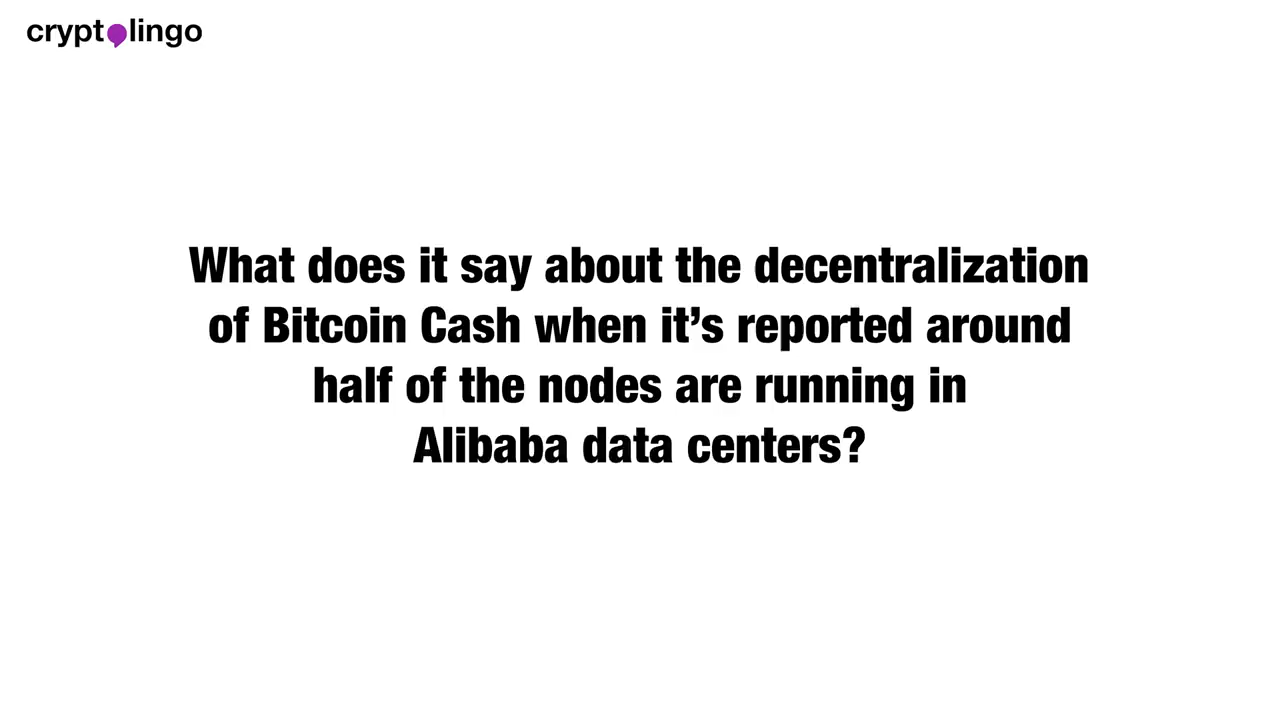 cryptolingo
What does it say about the decentralization
of Bitcoin Cash when it’s reported around
half of the nodes are running in
Alibaba data centers?